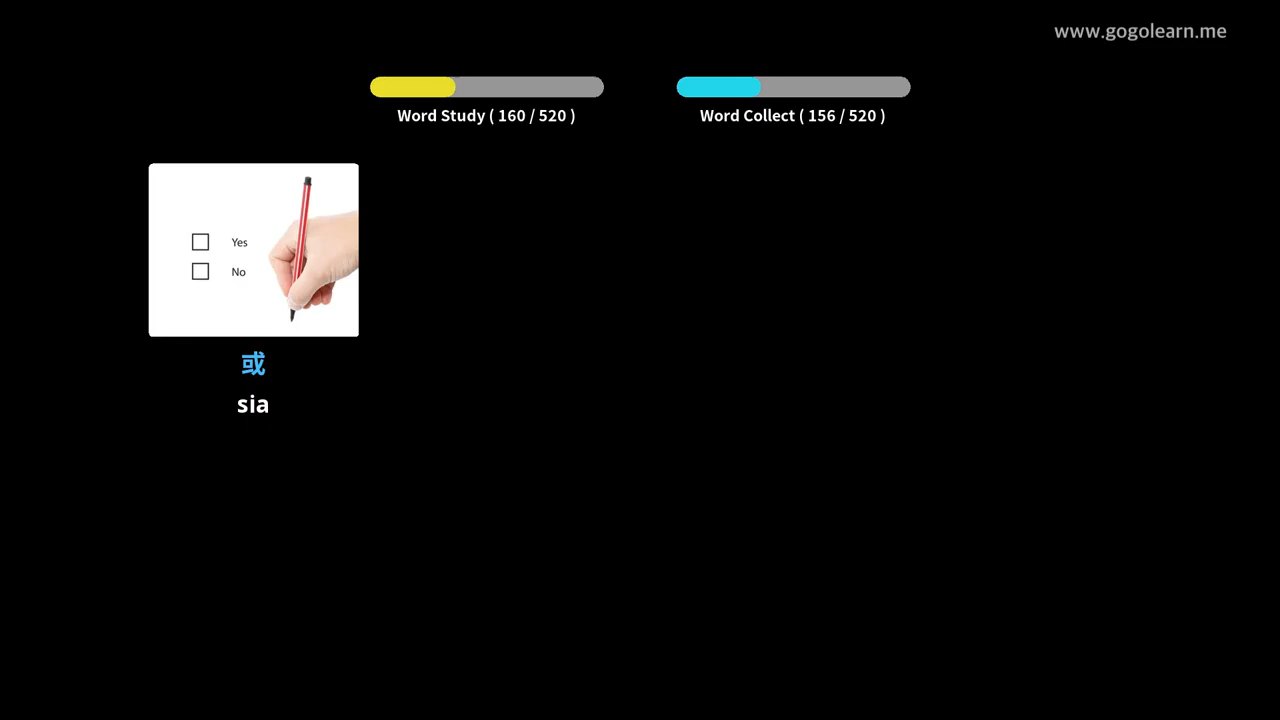 www.gogolearn.me
Word Study ( 160 / 520 )
Word Collect ( 156 / 520 )
Yes
No
或
sia